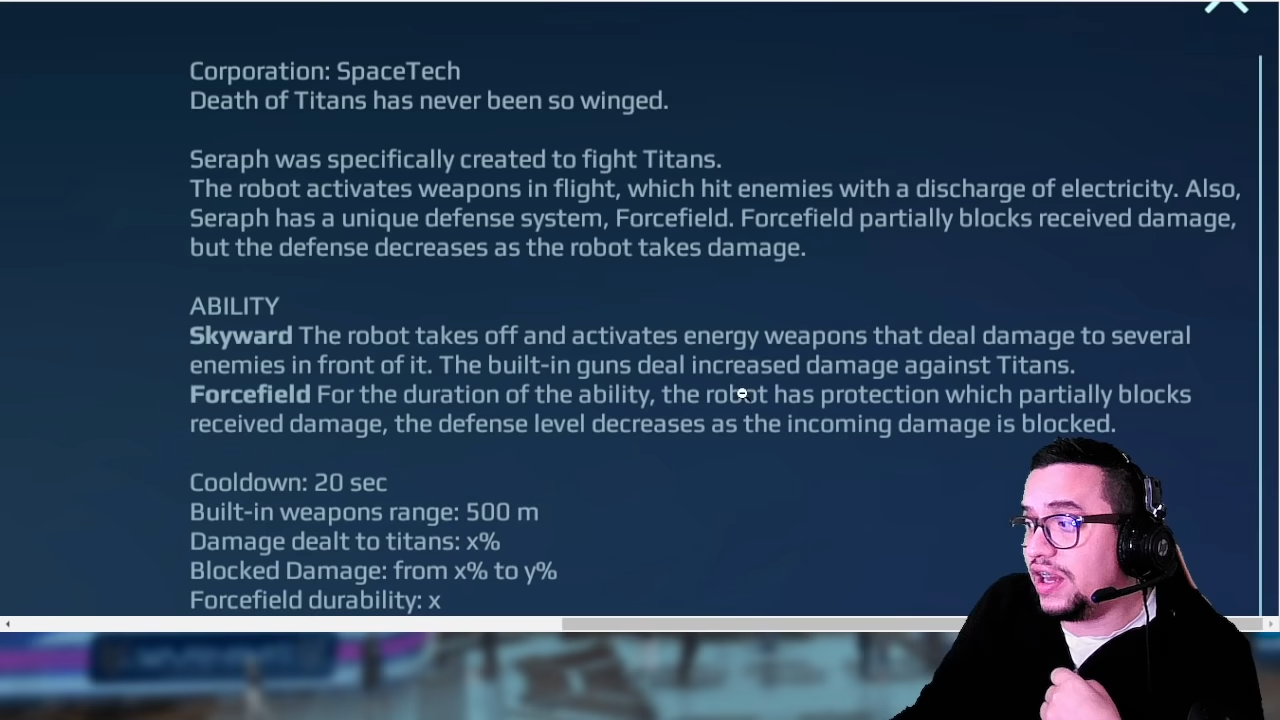 Corporation: SpaceTech
Death of Titans has never been so winged.
Seraph was specifically created to fight Titans.
The robot activates weapons in flight, which hit enemies with a discharge of electricity. Also,
Seraph has a unique defense system, Forcefield. Forcefield partially blocks received damage,
but the defense decreases as the robot takes damage.
ABILITY
Skyward The robot takes off and activates energy weapons that deal damage to several
enemies in front of it. The built-in guns deal increased damage against Titans.
Forcefield For the duration of the ability, the robot has protection which partially blocks
received damage, the defense level decreases as the incoming damage is blocked.
Cooldown: 20 sec
Built-in weapons range: 500 m
Damage dealt to titans: x%
Blocked Damage: from x% to y%
Forcefield durability: x